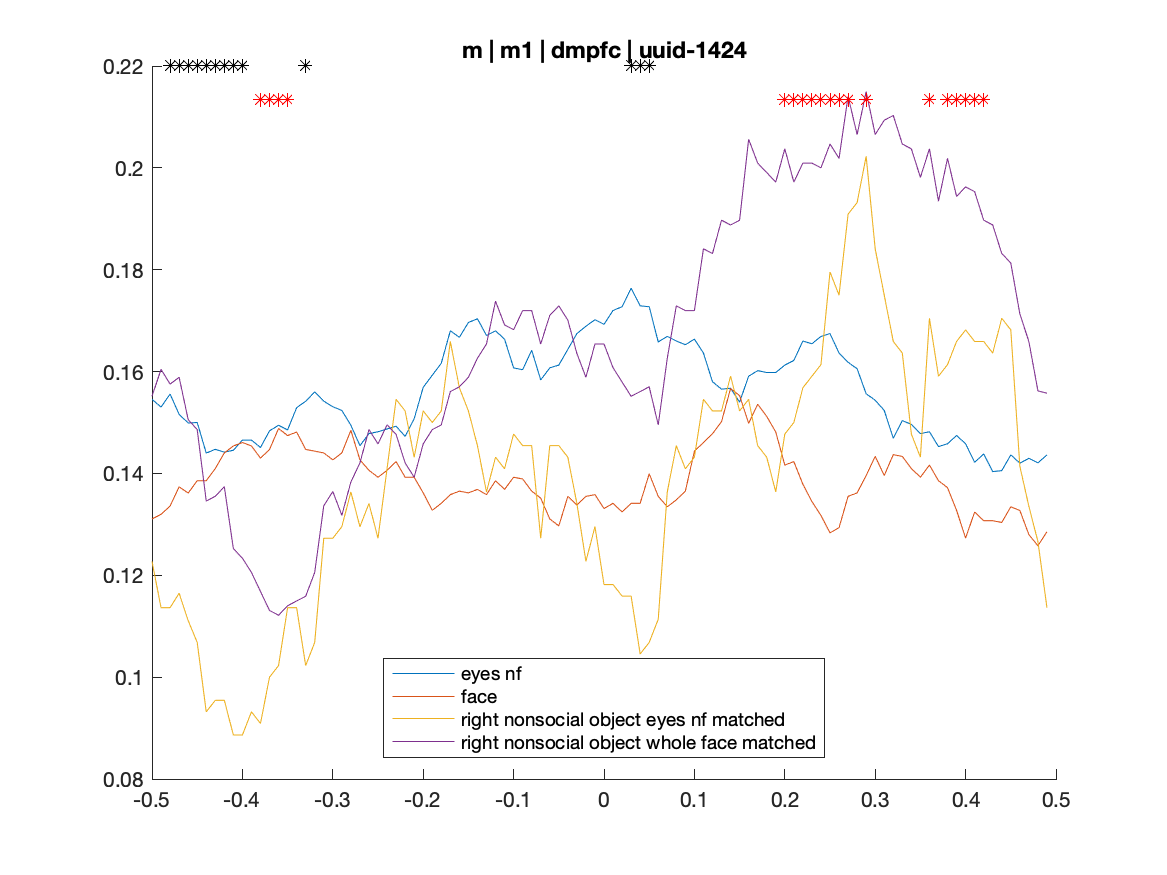 m | m1 | dmpfc | uuid-1424
0.22
0.2
0.18
0.16
0.14
0.12
0.1
0.08
eyes nf
face
right nonsocial object eyes nf matched
right nonsocial object whole face matched
-0.5 -0.4 -0.3 -0.2 -0.1 0 0.1 0.2 0.3 0.4 0.5